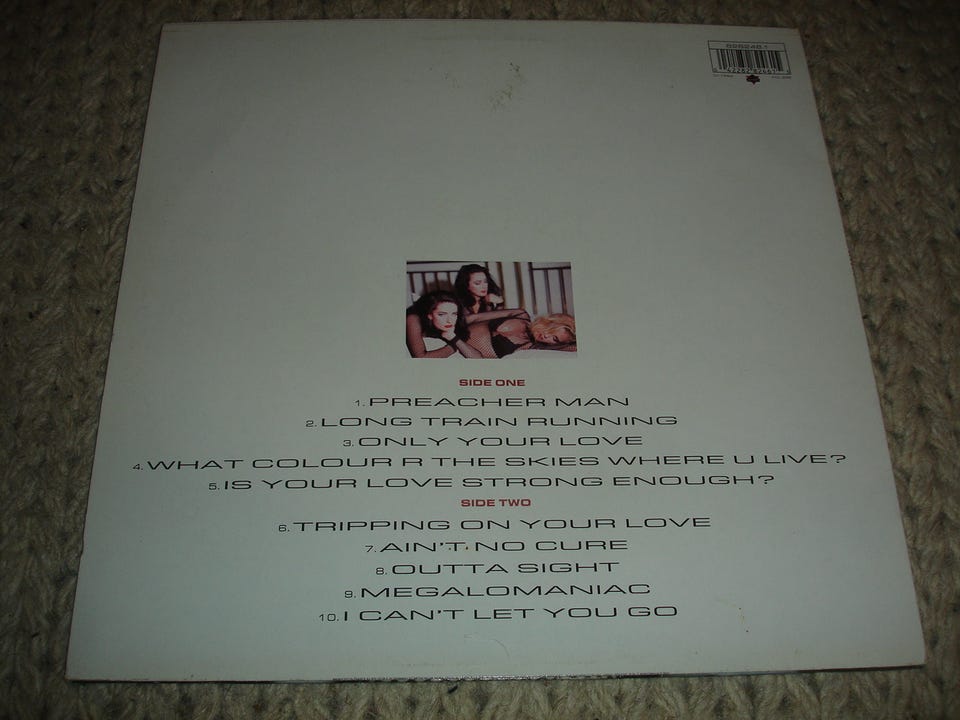 828246.1
SIDE ONE
1. PREACHER MAN
2. LONG TRAIN RUNNING
3. ONLY YOUR LOVE
4. WHAT COLOUR R THE SKIES WHERE U LIVE?
5. IS YOUR LOVE STRONG ENOUGH?
SIDE TWO
6. TRIPPING ON YOUR LOVE
7. AIN'T NO CURE
8. OUTTA SIGHT
9. MEGALOMANIAC
10. I CAN'T LET YOU GO